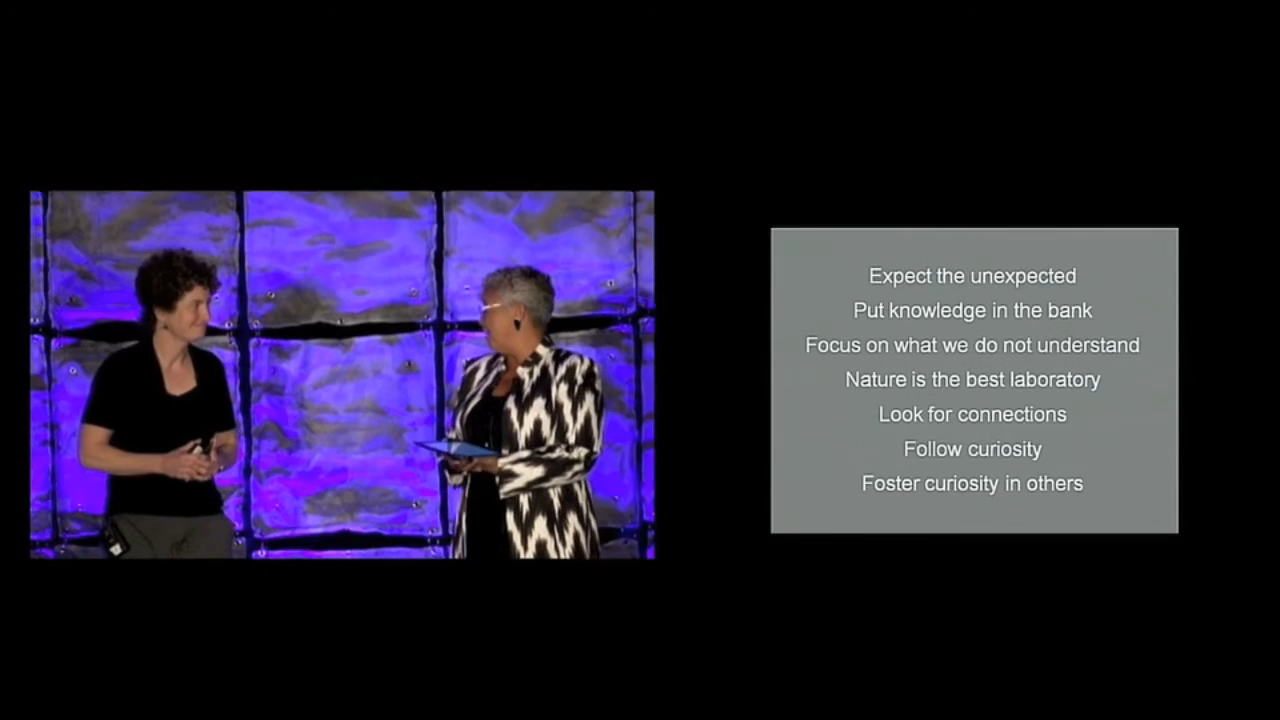 Expect the unexpected
Put knowledge in the bank
Focus on what we do not understand
Nature is the best laboratory
Look for connections
Follow curiosity
Foster curiosity in others